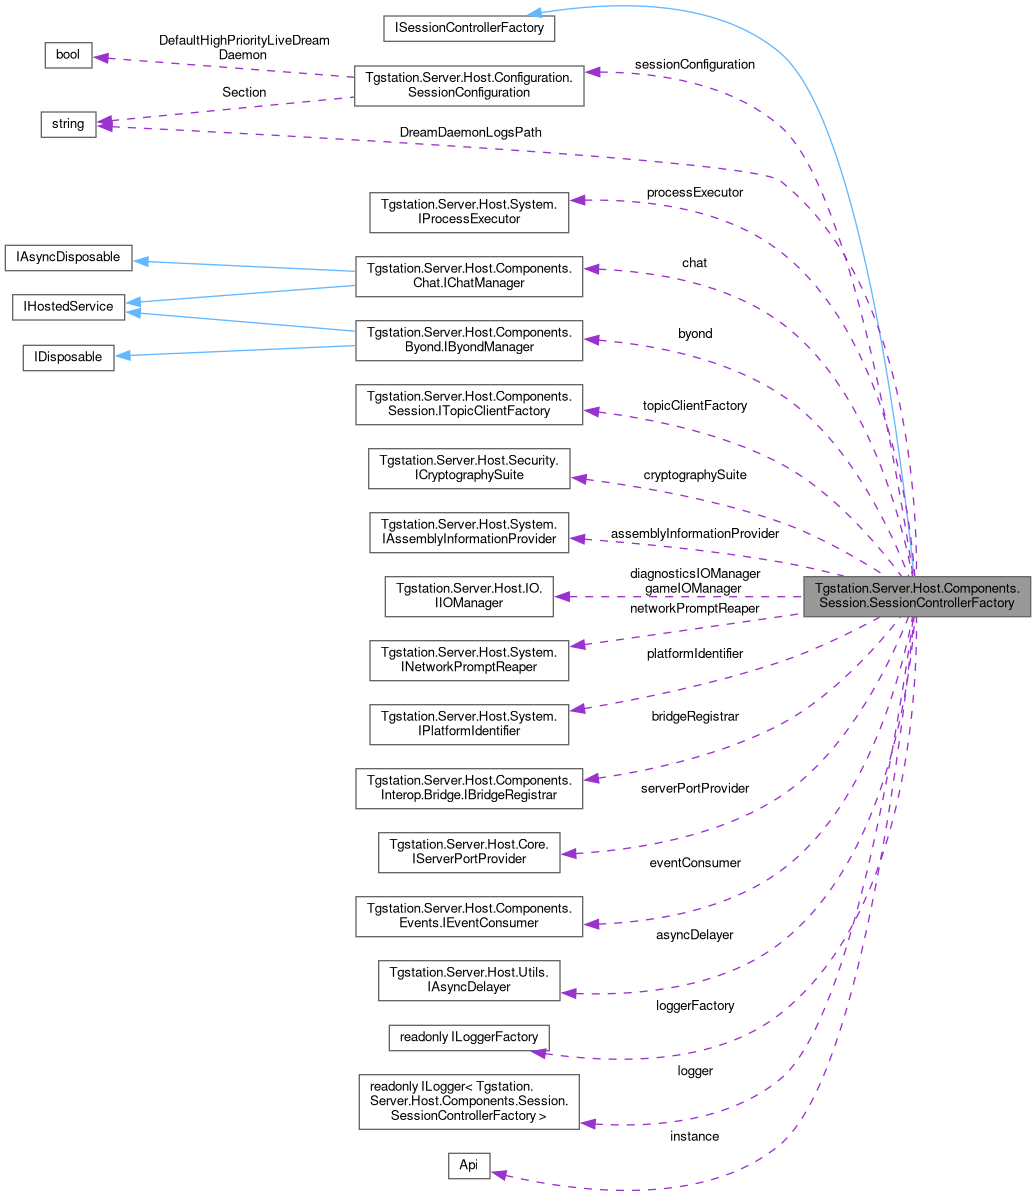 ISessionControllerFactory
DefaultHighPriorityLiveDream
Daemon
bool
sessionConfiguration
Tgstation.Server.Host.Configuration.
SessionConfiguration
Section
string
DreamDaemonLogsPath
processExecutor
Tgstation.Server.Host.System.
IProcessExecutor
IAsyncDisposable
chat
Tgstation.Server.Host.Components.
Chat.IChatManager
IHostedService
byond
Tgstation.Server.Host.Components.
Byond.IByondManager
IDisposable
Tgstation.Server.Host.Components.
Session.ITopicClientFactory
topicClientFactory
Tgstation.Server.Host.Security.
ICryptographySuite
cryptographySuite
Tgstation.Server.Host.System.
IAssemblyInformationProvider
assemblyInformationProvider
diagnosticsIOManager
gameIOManager
Tgstation.Server.Host.IO.
IIOManager
Tgstation.Server.Host.Components.
Session.SessionControllerFactory
networkPromptReaper
Tgstation.Server.Host.System.
INetworkPromptReaper
platformIdentifier
Tgstation.Server.Host.System.
IPlatformIdentifier
bridgeRegistrar
Tgstation.Server.Host.Components.
Interop.Bridge.IBridgeRegistrar
serverPortProvider
Tgstation.Server.Host.Core.
IServerPortProvider
eventConsumer
Tgstation.Server.Host.Components.
Events.IEventConsumer
asyncDelayer
Tgstation.Server.Host.Utils.
IAsyncDelayer
loggerFactory
readonly ILoggerFactory
logger
readonly ILogger< Tgstation.
Server.Host.Components.Session.
SessionControllerFactory >
instance
Api